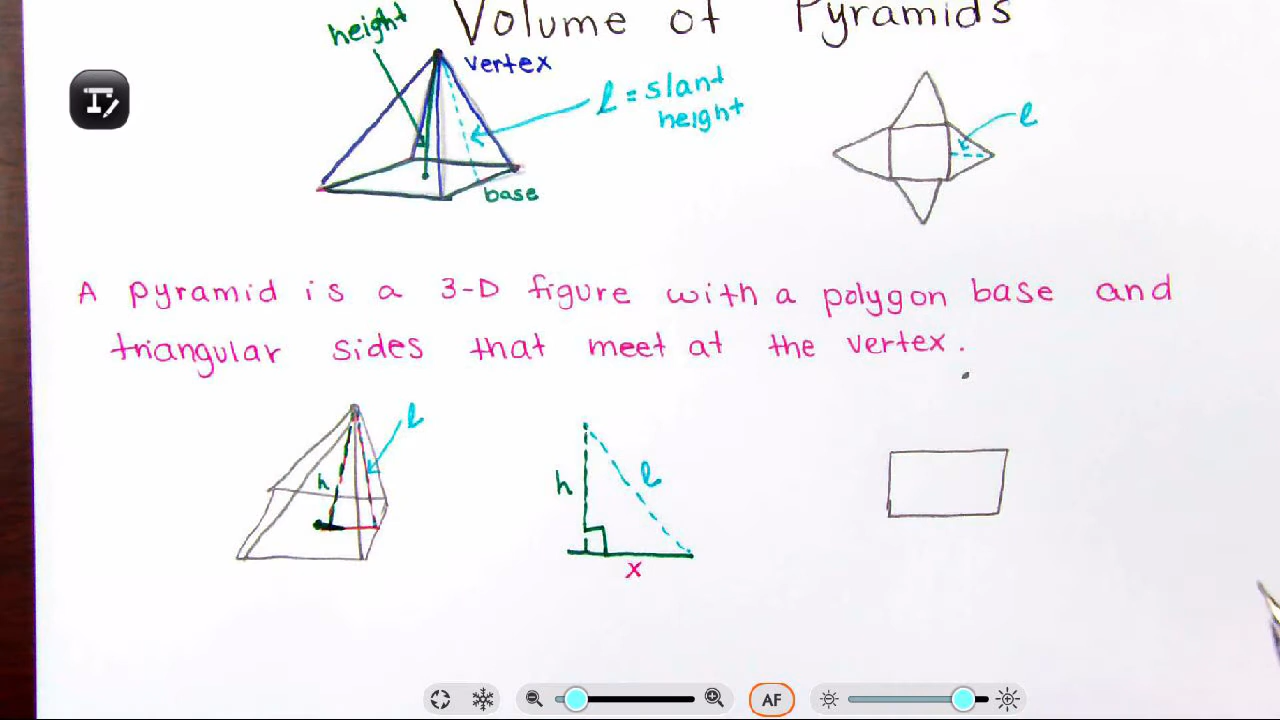 Volume of Pyramids
height
vertex
l = slant
height
l
base
A pyramid is a 3-D figure with a polygon base and
triangular sides that meet at the vertex.
l
h
h
l
x
AF